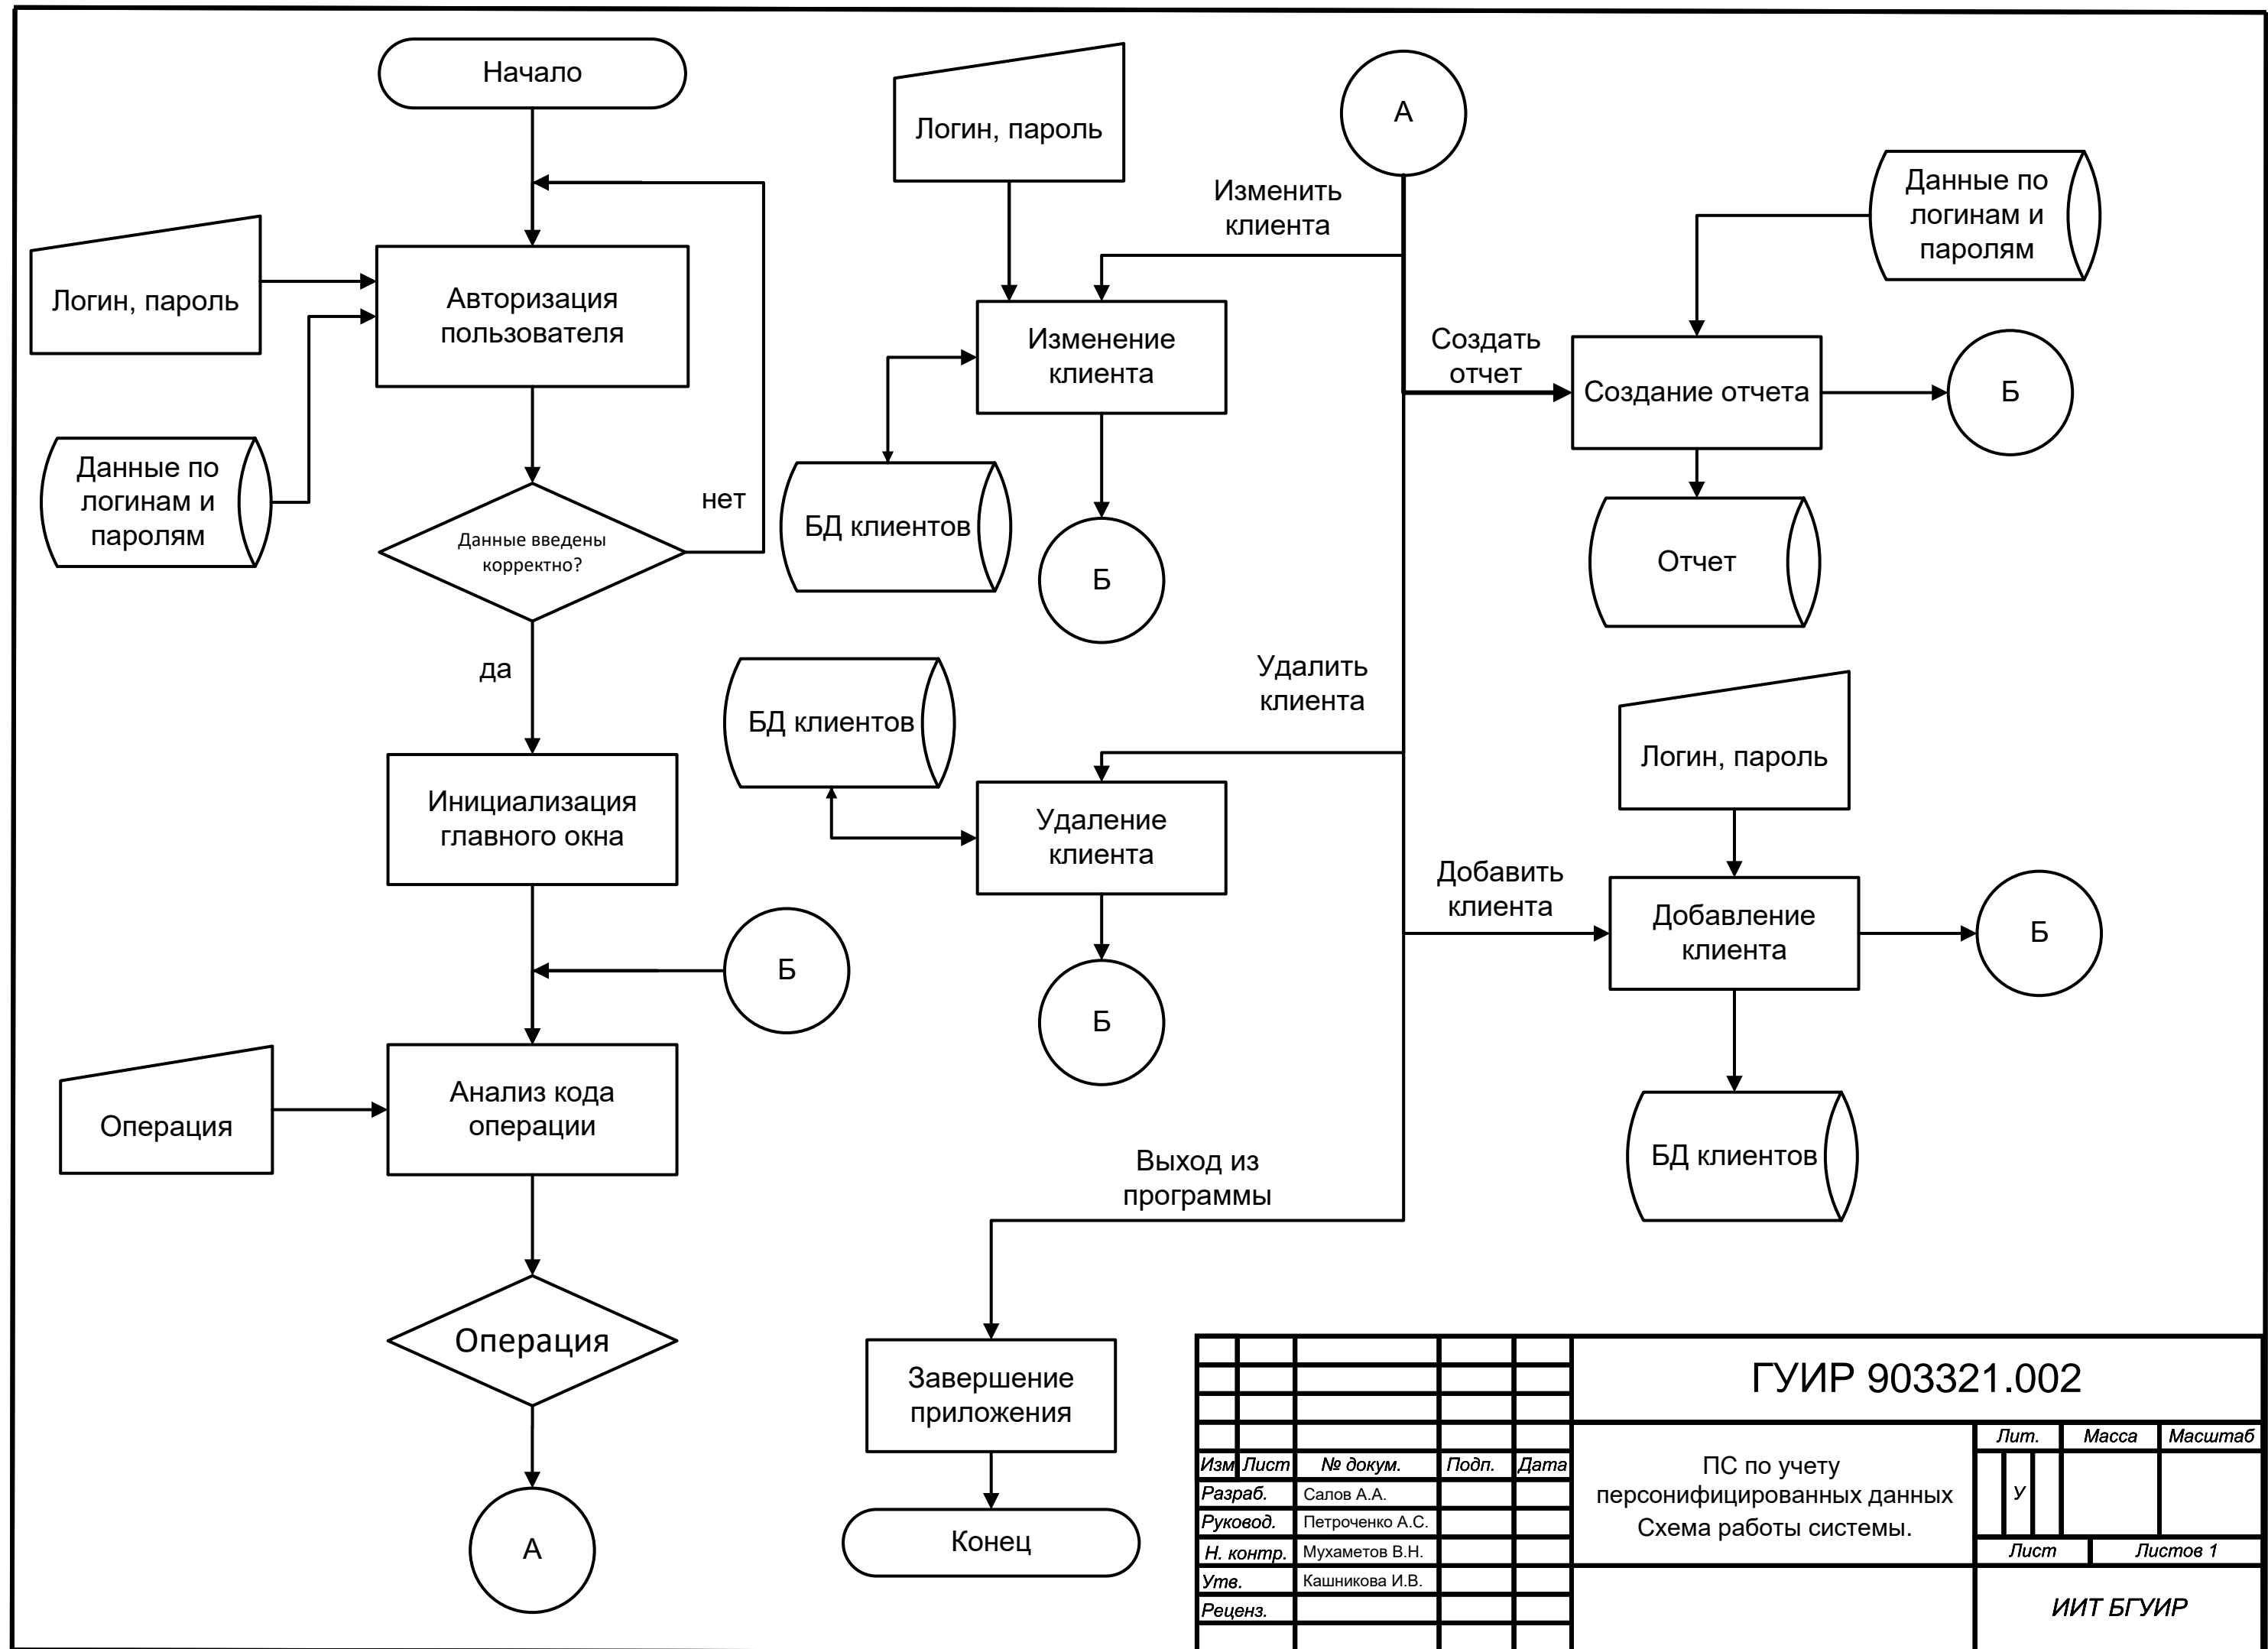 Начало
Логин, пароль
Авторизация
пользователя
Данные по
логинам и
паролям
Данные введены
корректно?
нет
да
Инициализация
главного окна
Б
Операция
Анализ кода
операции
Операция
А
Логин, пароль
А
Изменить
клиента
Изменение
клиента
БД клиентов
Б
Создать
отчет
Данные по
логинам и
паролям
Создание отчета
Б
Отчет
Удалить
клиента
БД клиентов
Удаление
клиента
Б
Логин, пароль
Добавить
клиента
Добавление
клиента
Б
БД клиентов
Выход из
программы
Завершение
приложения
Конец
ГУИР 903321.002
Изм Лист № докум. Подп. Дата
Разраб. Салов А.А.
Руковод. Петроченко А.С.
Н. контр. Мухаметов В.Н.
Утв. Кашникова И.В.
Реценз.
ПС по учету
персонифицированных данных
Схема работы системы.
Лит. Масса Масштаб
У
Лист Листов 1
ИИТ БГУИР